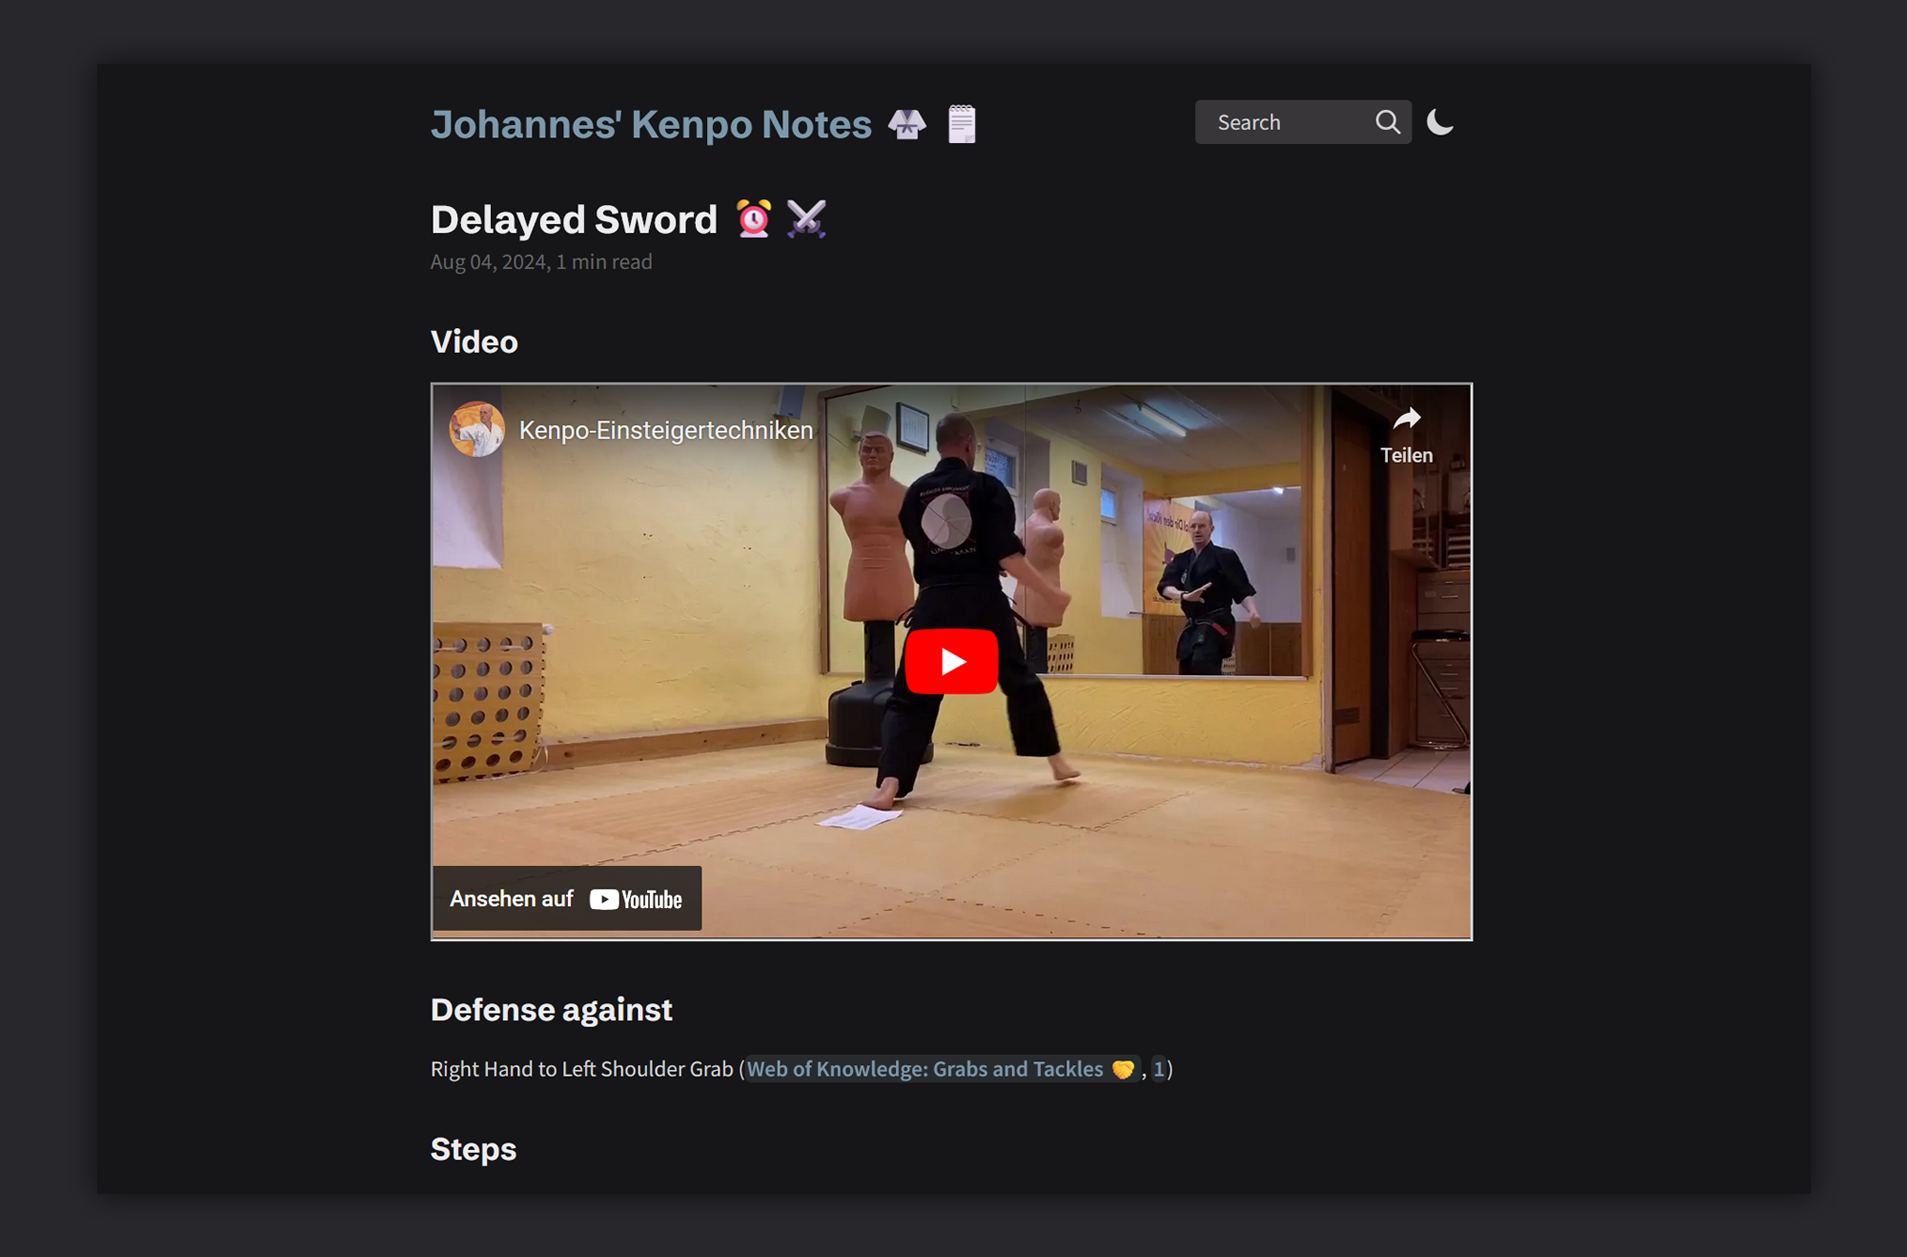 Johannes' Kenpo Notes
Search
Delayed Sword
Aug 04, 2024, 1 min read
Video
Kenpo-Einsteigertechniken
Teilen
Ansehen auf YouTube
Defense against
Right Hand to Left Shoulder Grab (Web of Knowledge: Grabs and Tackles 🤝, 1)
Steps